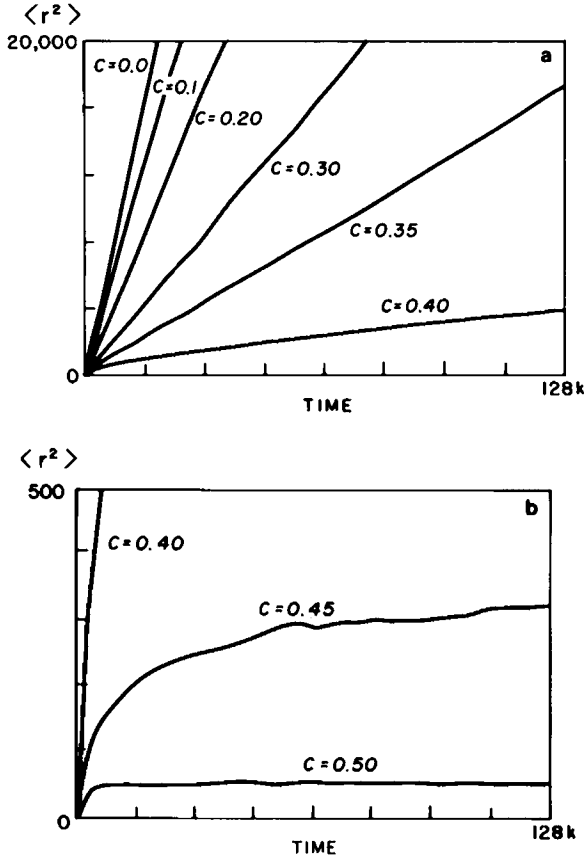 ⟨r²⟩
20,000
a
C=0.0
C=0.1
C=0.20
C=0.30
C=0.35
C=0.40
0
128k
TIME
⟨r²⟩
500
b
C=0.40
C=0.45
C=0.50
0
128k
TIME